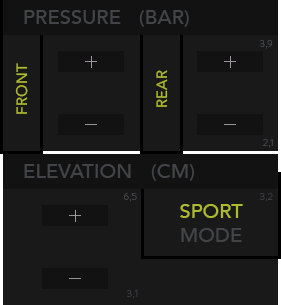 PRESSURE (BAR)
FRONT
+
−
REAR
+
−
3,9
2,1
ELEVATION (CM)
+
−
6,5
3,1
SPORT
MODE
3,2